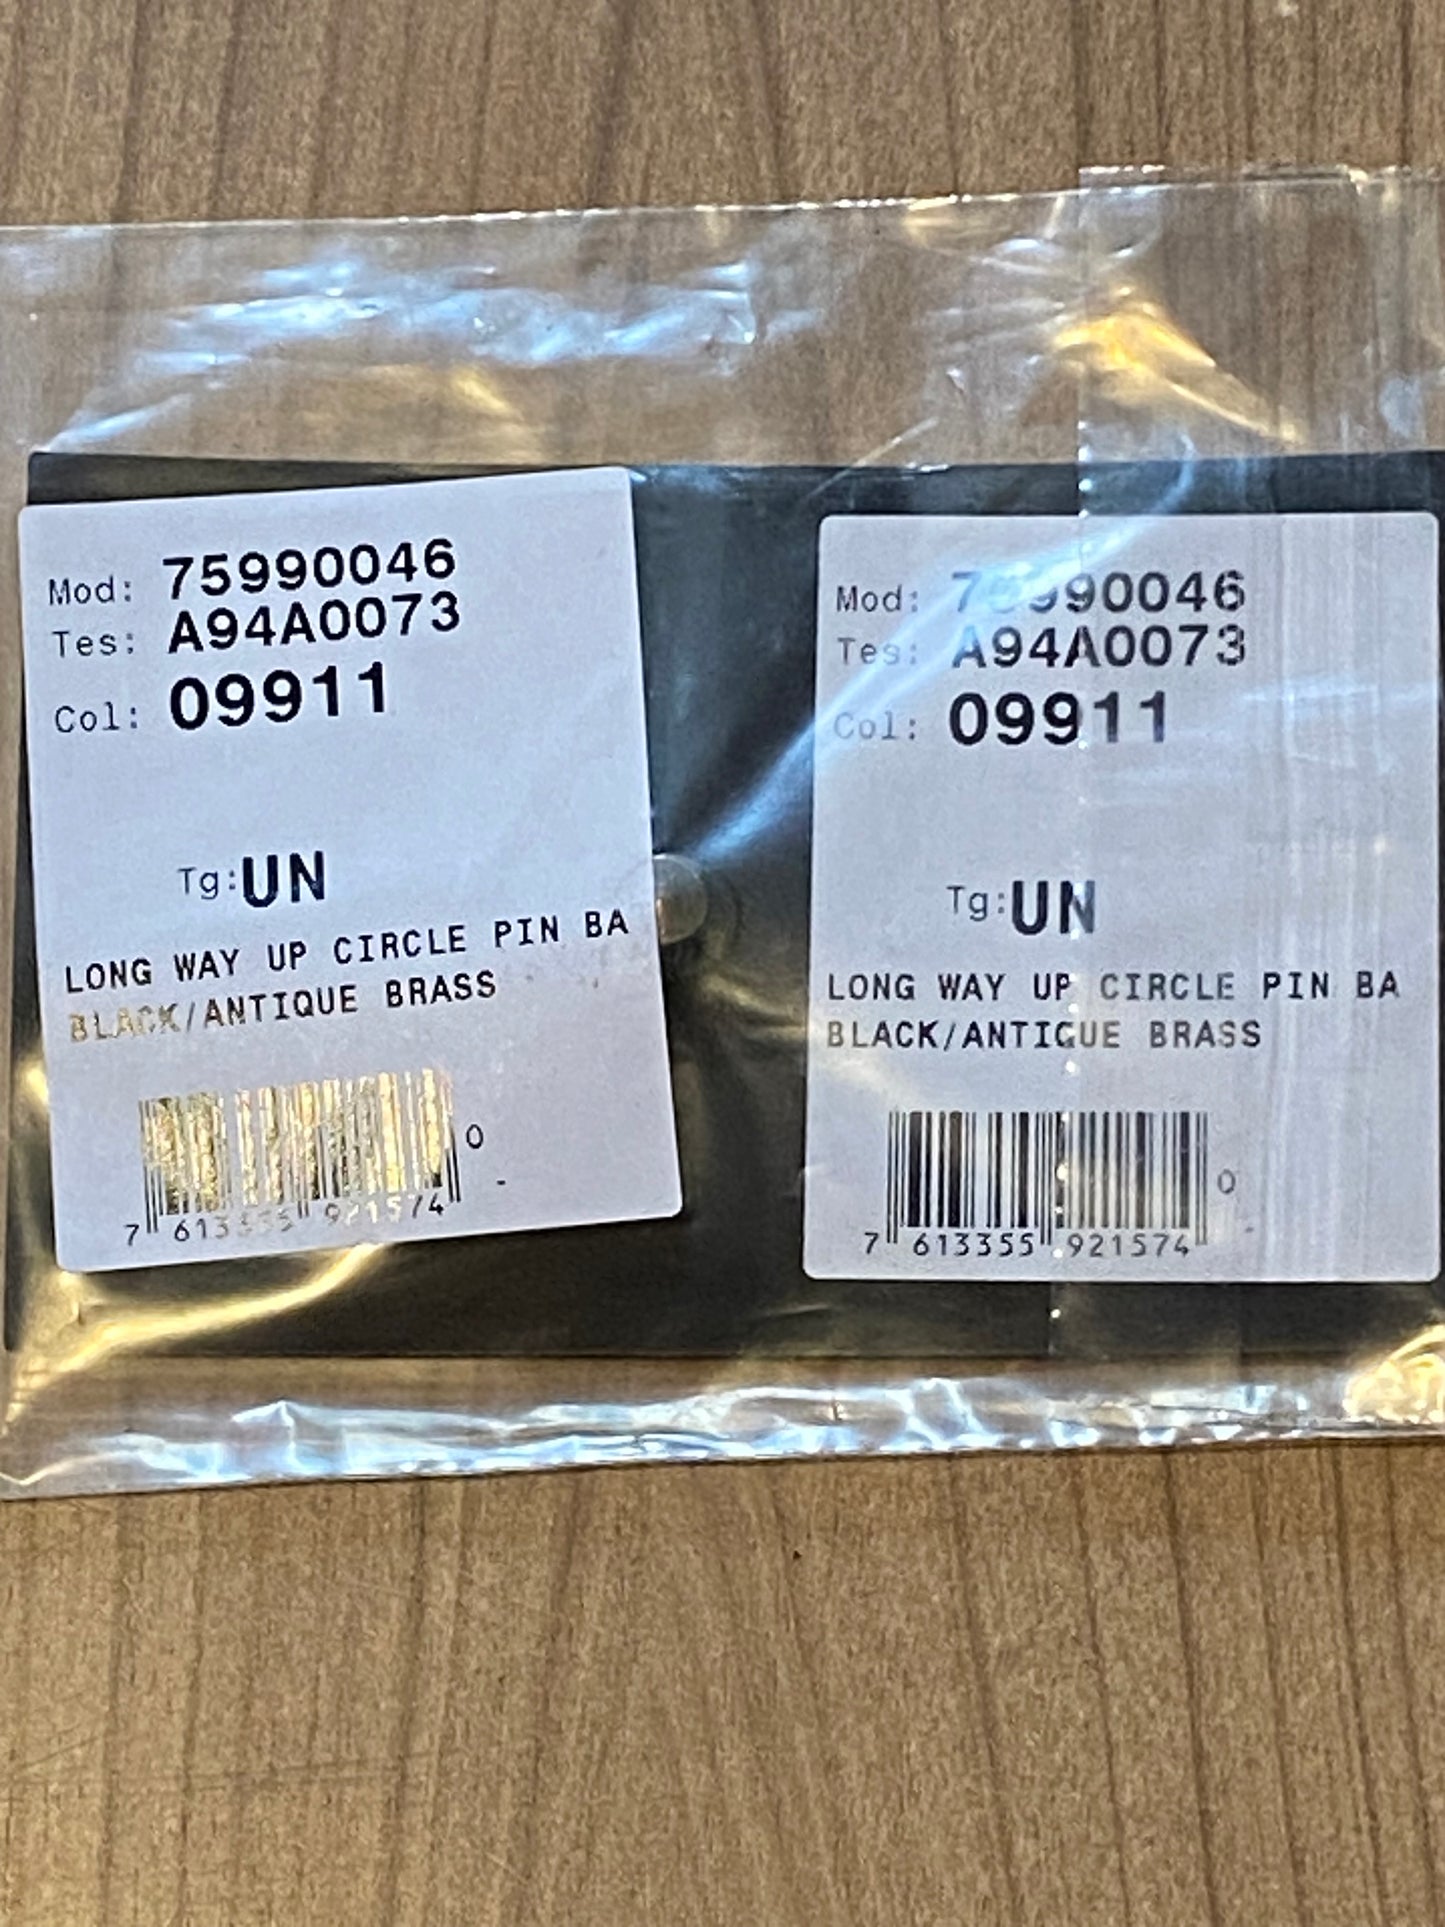 Mod: 75990046
Tes: A94A0073
Col: 09911
Tg: UN
LONG WAY UP CIRCLE PIN BA
BLACK/ANTIQUE BRASS
0
7 613355 921574
Mod: 75990046
Tes: A94A0073
Col: 09911
Tg: UN
LONG WAY UP CIRCLE PIN BA
BLACK/ANTIQUE BRASS
0
7 613355 921574